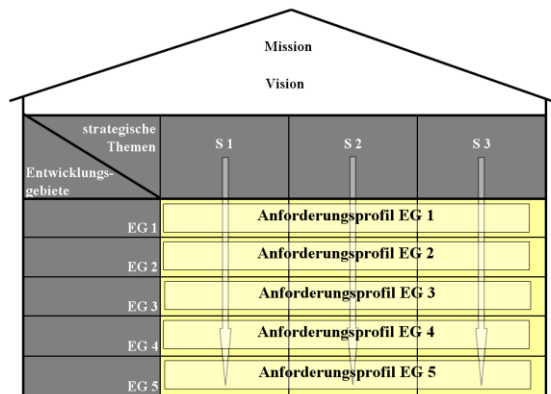 Mission
Vision
strategische
Themen
Entwicklungs-
gebiete
S 1
S 2
S 3
EG 1
Anforderungsprofil EG 1
EG 2
Anforderungsprofil EG 2
EG 3
Anforderungsprofil EG 3
EG 4
Anforderungsprofil EG 4
EG 5
Anforderungsprofil EG 5